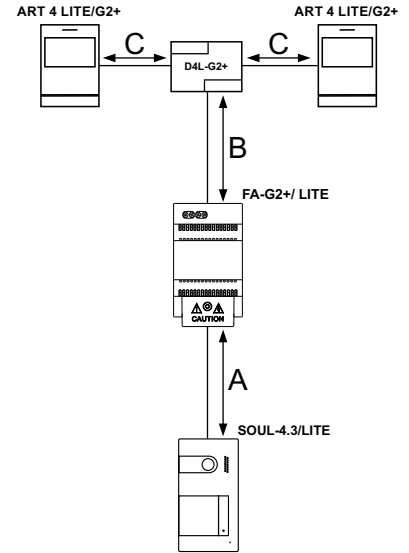 ART 4 LITE/G2+
ART 4 LITE/G2+
C
C
D4L-G2+
B
FA-G2+/ LITE
CAUTION
A
SOUL-4.3/LITE